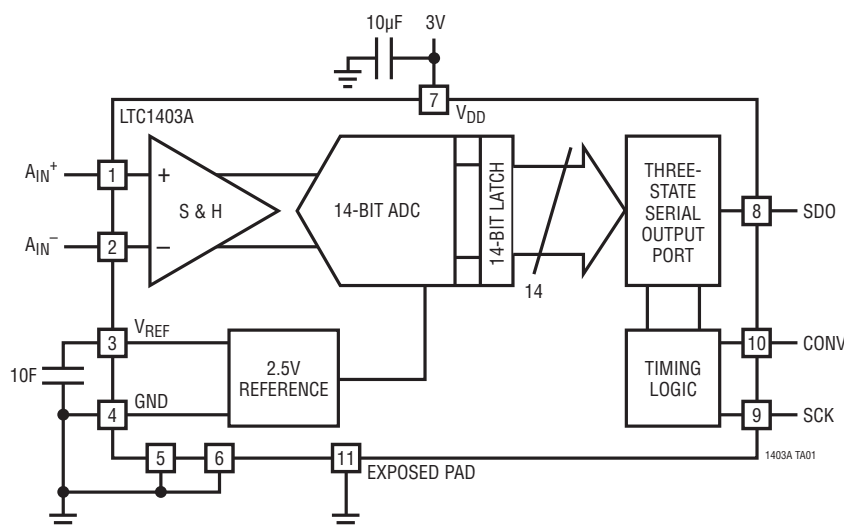 10µF
3V
7
VDD
LTC1403A
AIN+
1
+
S & H
AIN–
2
–
14-BIT ADC
14-BIT LATCH
14
THREE-
STATE
SERIAL
OUTPUT
PORT
8
SDO
VREF
3
10F
GND
4
2.5V
REFERENCE
TIMING
LOGIC
10
CONV
9
SCK
5
6
11
EXPOSED PAD
1403A TA01